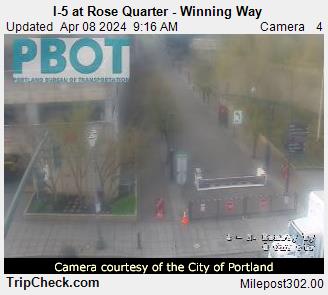 I-5 at Rose Quarter - Winning Way
Updated Apr 08 2024 9:16 AM Camera 4
PBOT
PORTLAND BUREAU OF TRANSPORTATION
Camera courtesy of the City of Portland
TripCheck.com Milepost302.00